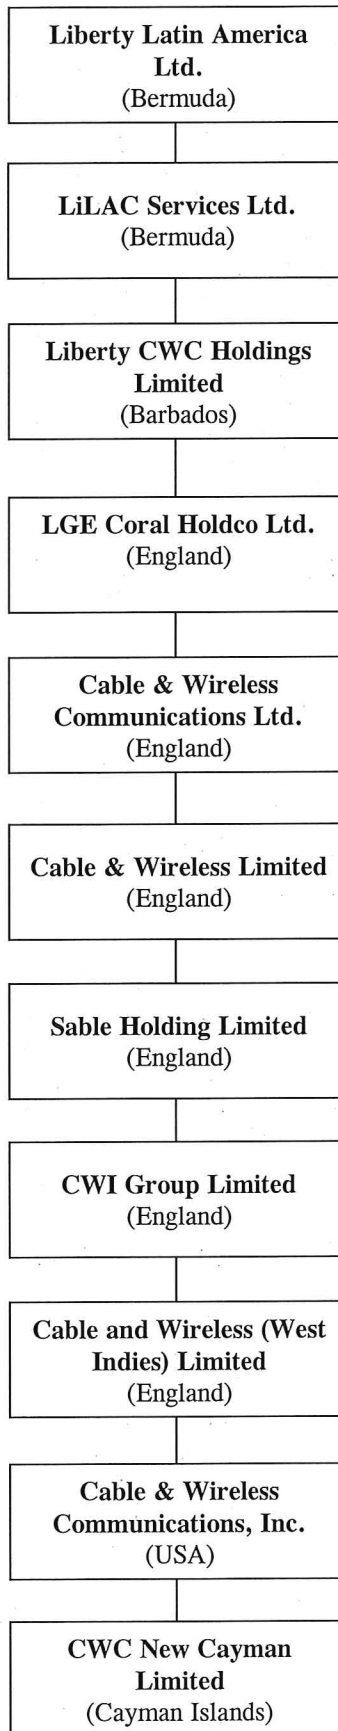 Liberty Latin America
Ltd.
(Bermuda)
LiLAC Services Ltd.
(Bermuda)
Liberty CWC Holdings
Limited
(Barbados)
LGE Coral Holdco Ltd.
(England)
Cable & Wireless
Communications Ltd.
(England)
Cable & Wireless Limited
(England)
Sable Holding Limited
(England)
CWI Group Limited
(England)
Cable and Wireless (West
Indies) Limited
(England)
Cable & Wireless
Communications, Inc.
(USA)
CWC New Cayman
Limited
(Cayman Islands)